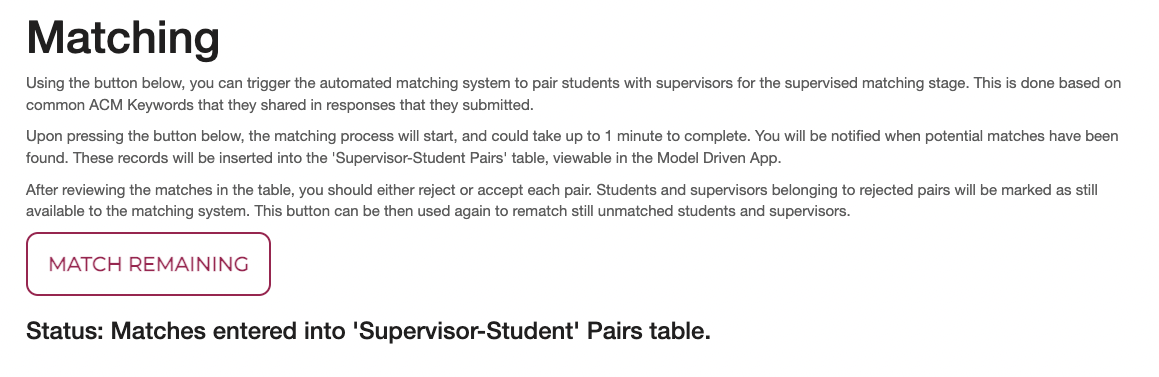 Matching
Using the button below, you can trigger the automated matching system to pair students with supervisors for the supervised matching stage. This is done based on
common ACM Keywords that they shared in responses that they submitted.
Upon pressing the button below, the matching process will start, and could take up to 1 minute to complete. You will be notified when potential matches have been
found. These records will be inserted into the 'Supervisor-Student Pairs' table, viewable in the Model Driven App.
After reviewing the matches in the table, you should either reject or accept each pair. Students and supervisors belonging to rejected pairs will be marked as still
available to the matching system. This button can be then used again to rematch still unmatched students and supervisors.
MATCH REMAINING
Status: Matches entered into 'Supervisor-Student' Pairs table.